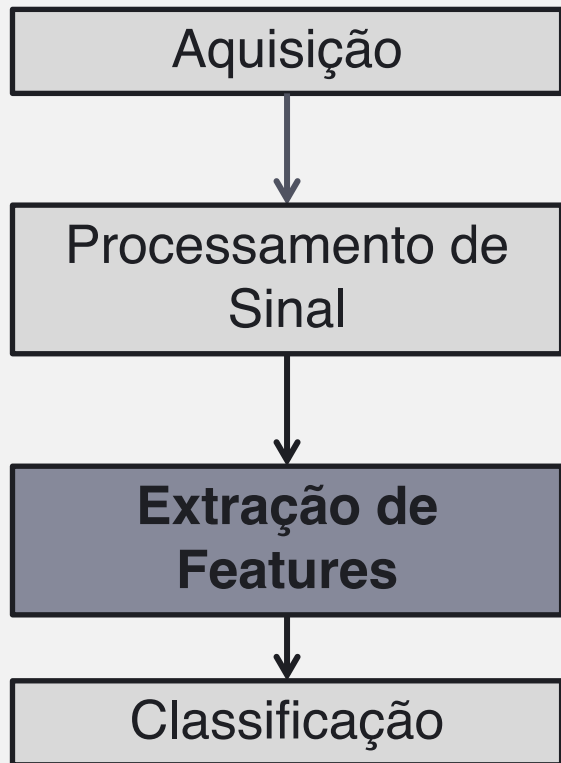 Aquisição
Processamento de
Sinal
Extração de
Features
Classificação